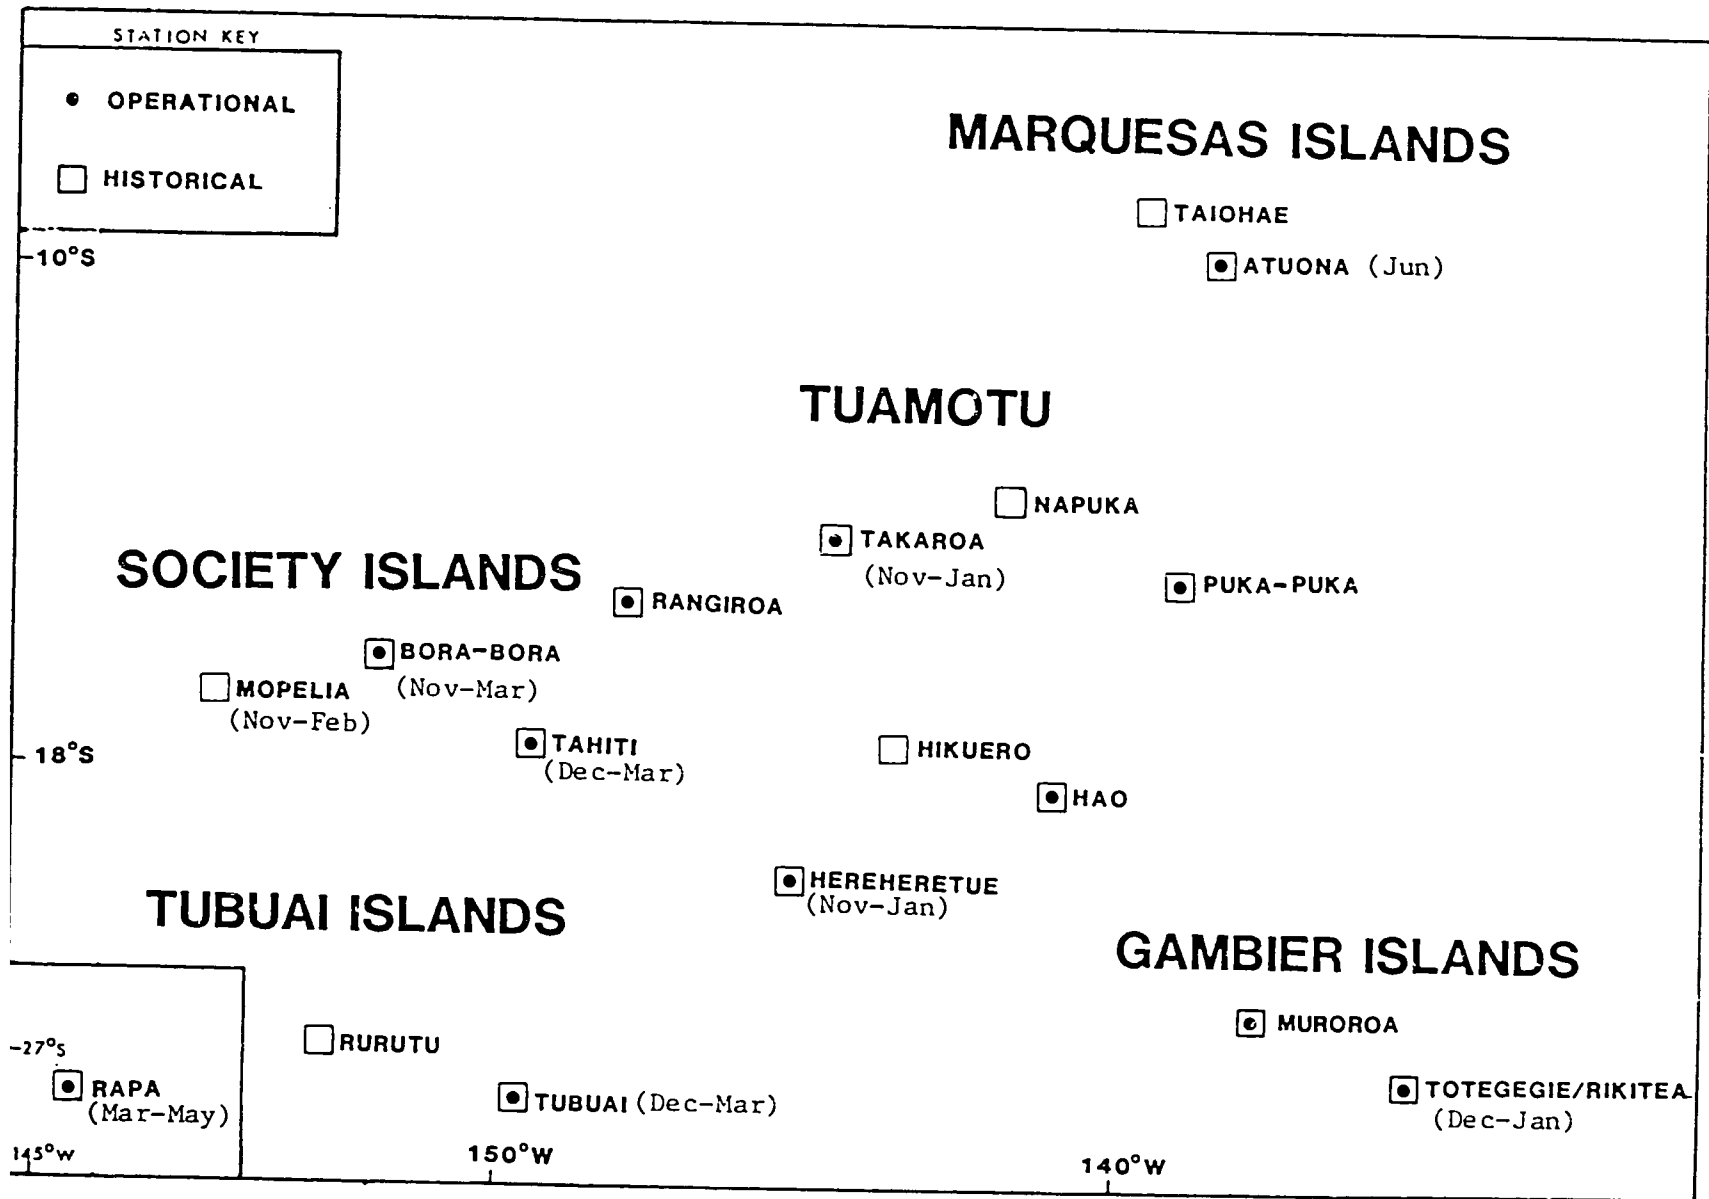 STATION KEY
OPERATIONAL
HISTORICAL
10°S
MARQUESAS ISLANDS
TAIOHAE
ATUONA (Jun)
TUAMOTU
NAPUKA
TAKAROA
(Nov-Jan)
PUKA-PUKA
SOCIETY ISLANDS
RANGIROA
BORA-BORA
(Nov-Mar)
MOPELIA
(Nov-Feb)
TAHITI
(Dec-Mar)
18°S
HIKUERO
HAO
HEREHERETUE
(Nov-Jan)
TUBUAI ISLANDS
GAMBIER ISLANDS
MUROROA
RURUTU
27°S
RAPA
(Mar-May)
TUBUAI (Dec-Mar)
TOTEGEGIE/RIKITEA
(Dec-Jan)
145°W
150°W
140°W